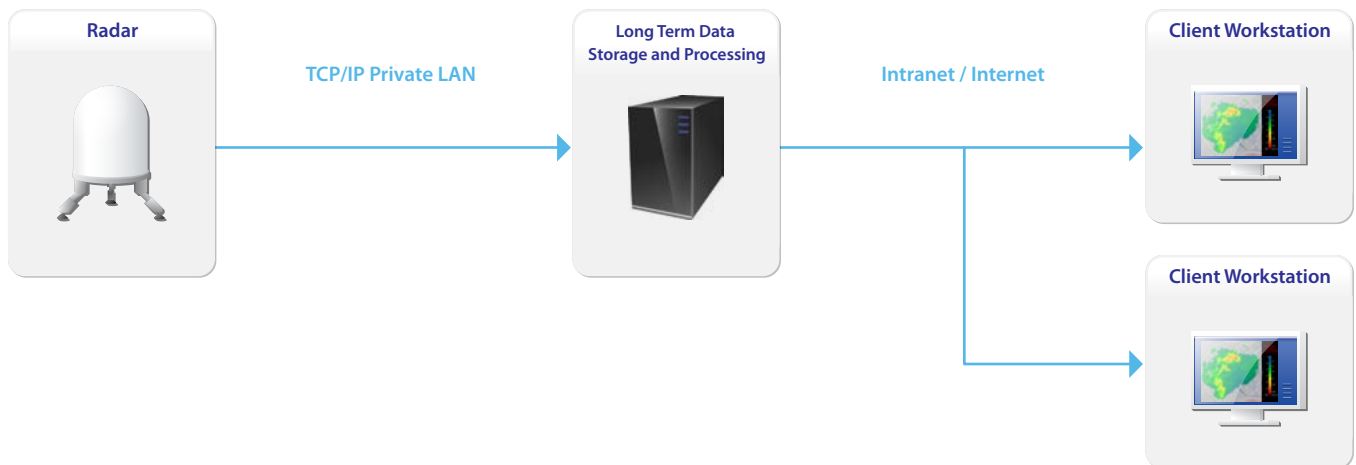 Radar
TCP/IP Private LAN
Long Term Data
Storage and Processing
Intranet / Internet
Client Workstation
Client Workstation